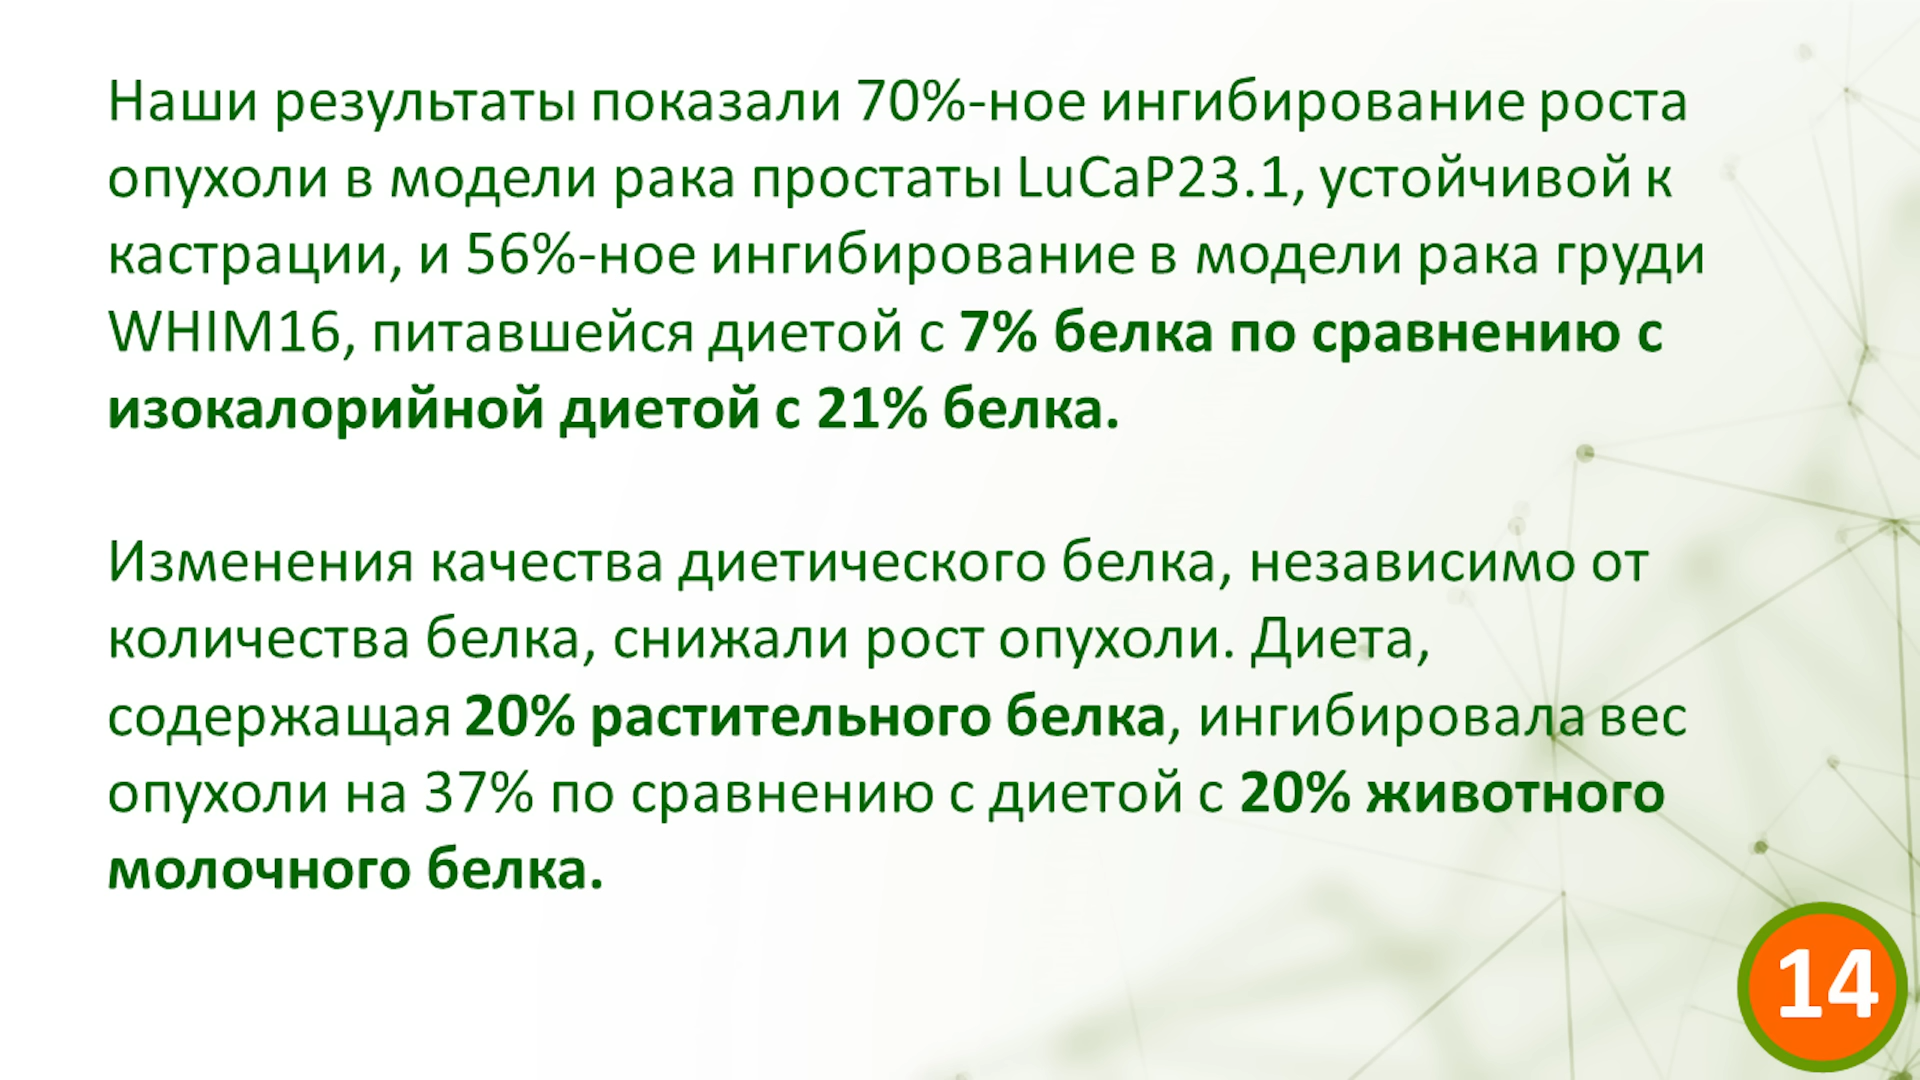 Наши результаты показали 70%-ное ингибирование роста
опухоли в модели рака простаты LuCaP23.1, устойчивой к
кастрации, и 56%-ное ингибирование в модели рака груди
WHIM16, питавшейся диетой с 7% белка по сравнению с
изокалорийной диетой с 21% белка.
Изменения качества диетического белка, независимо от
количества белка, снижали рост опухоли. Диета,
содержащая 20% растительного белка, ингибировала вес
опухоли на 37% по сравнению с диетой с 20% животного
молочного белка.
14